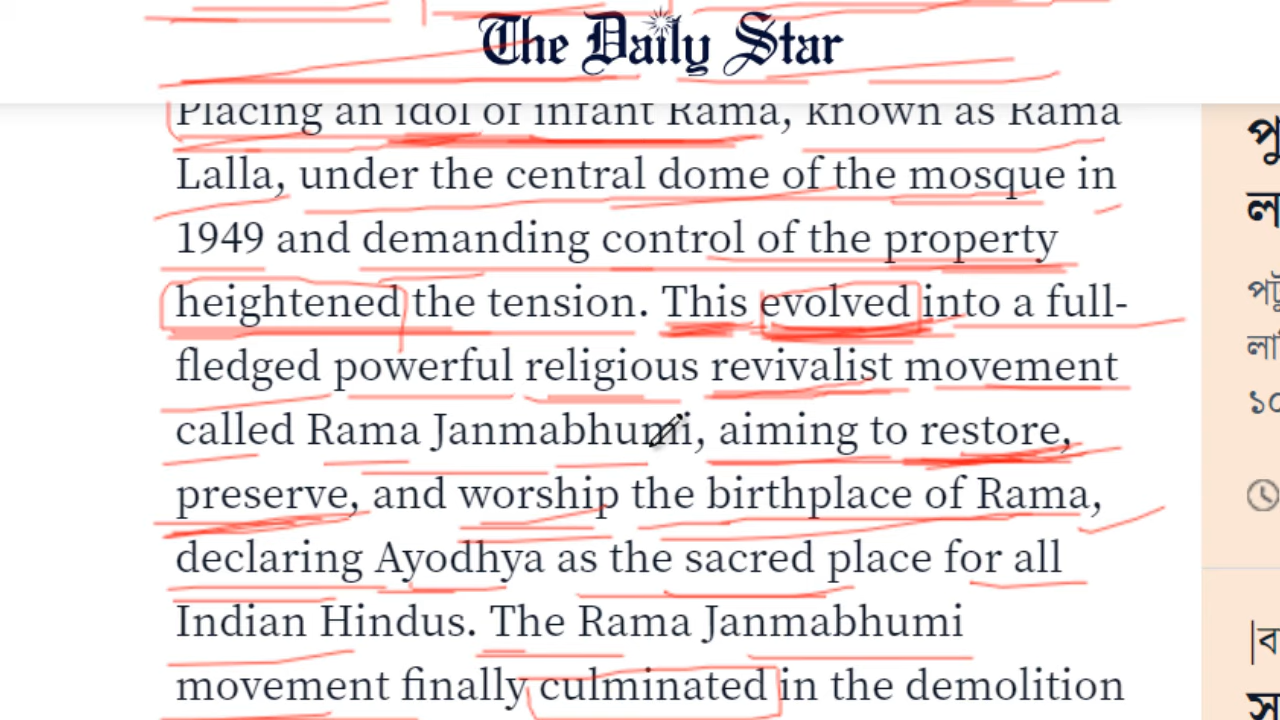 The Daily Star
Placing an idol of infant Rama, known as Rama
Lalla, under the central dome of the mosque in
1949 and demanding control of the property
heightened the tension. This evolved into a full-
fledged powerful religious revivalist movement
called Rama Janmabhumi, aiming to restore,
preserve, and worship the birthplace of Rama,
declaring Ayodhya as the sacred place for all
Indian Hindus. The Rama Janmabhumi
movement finally culminated in the demolition